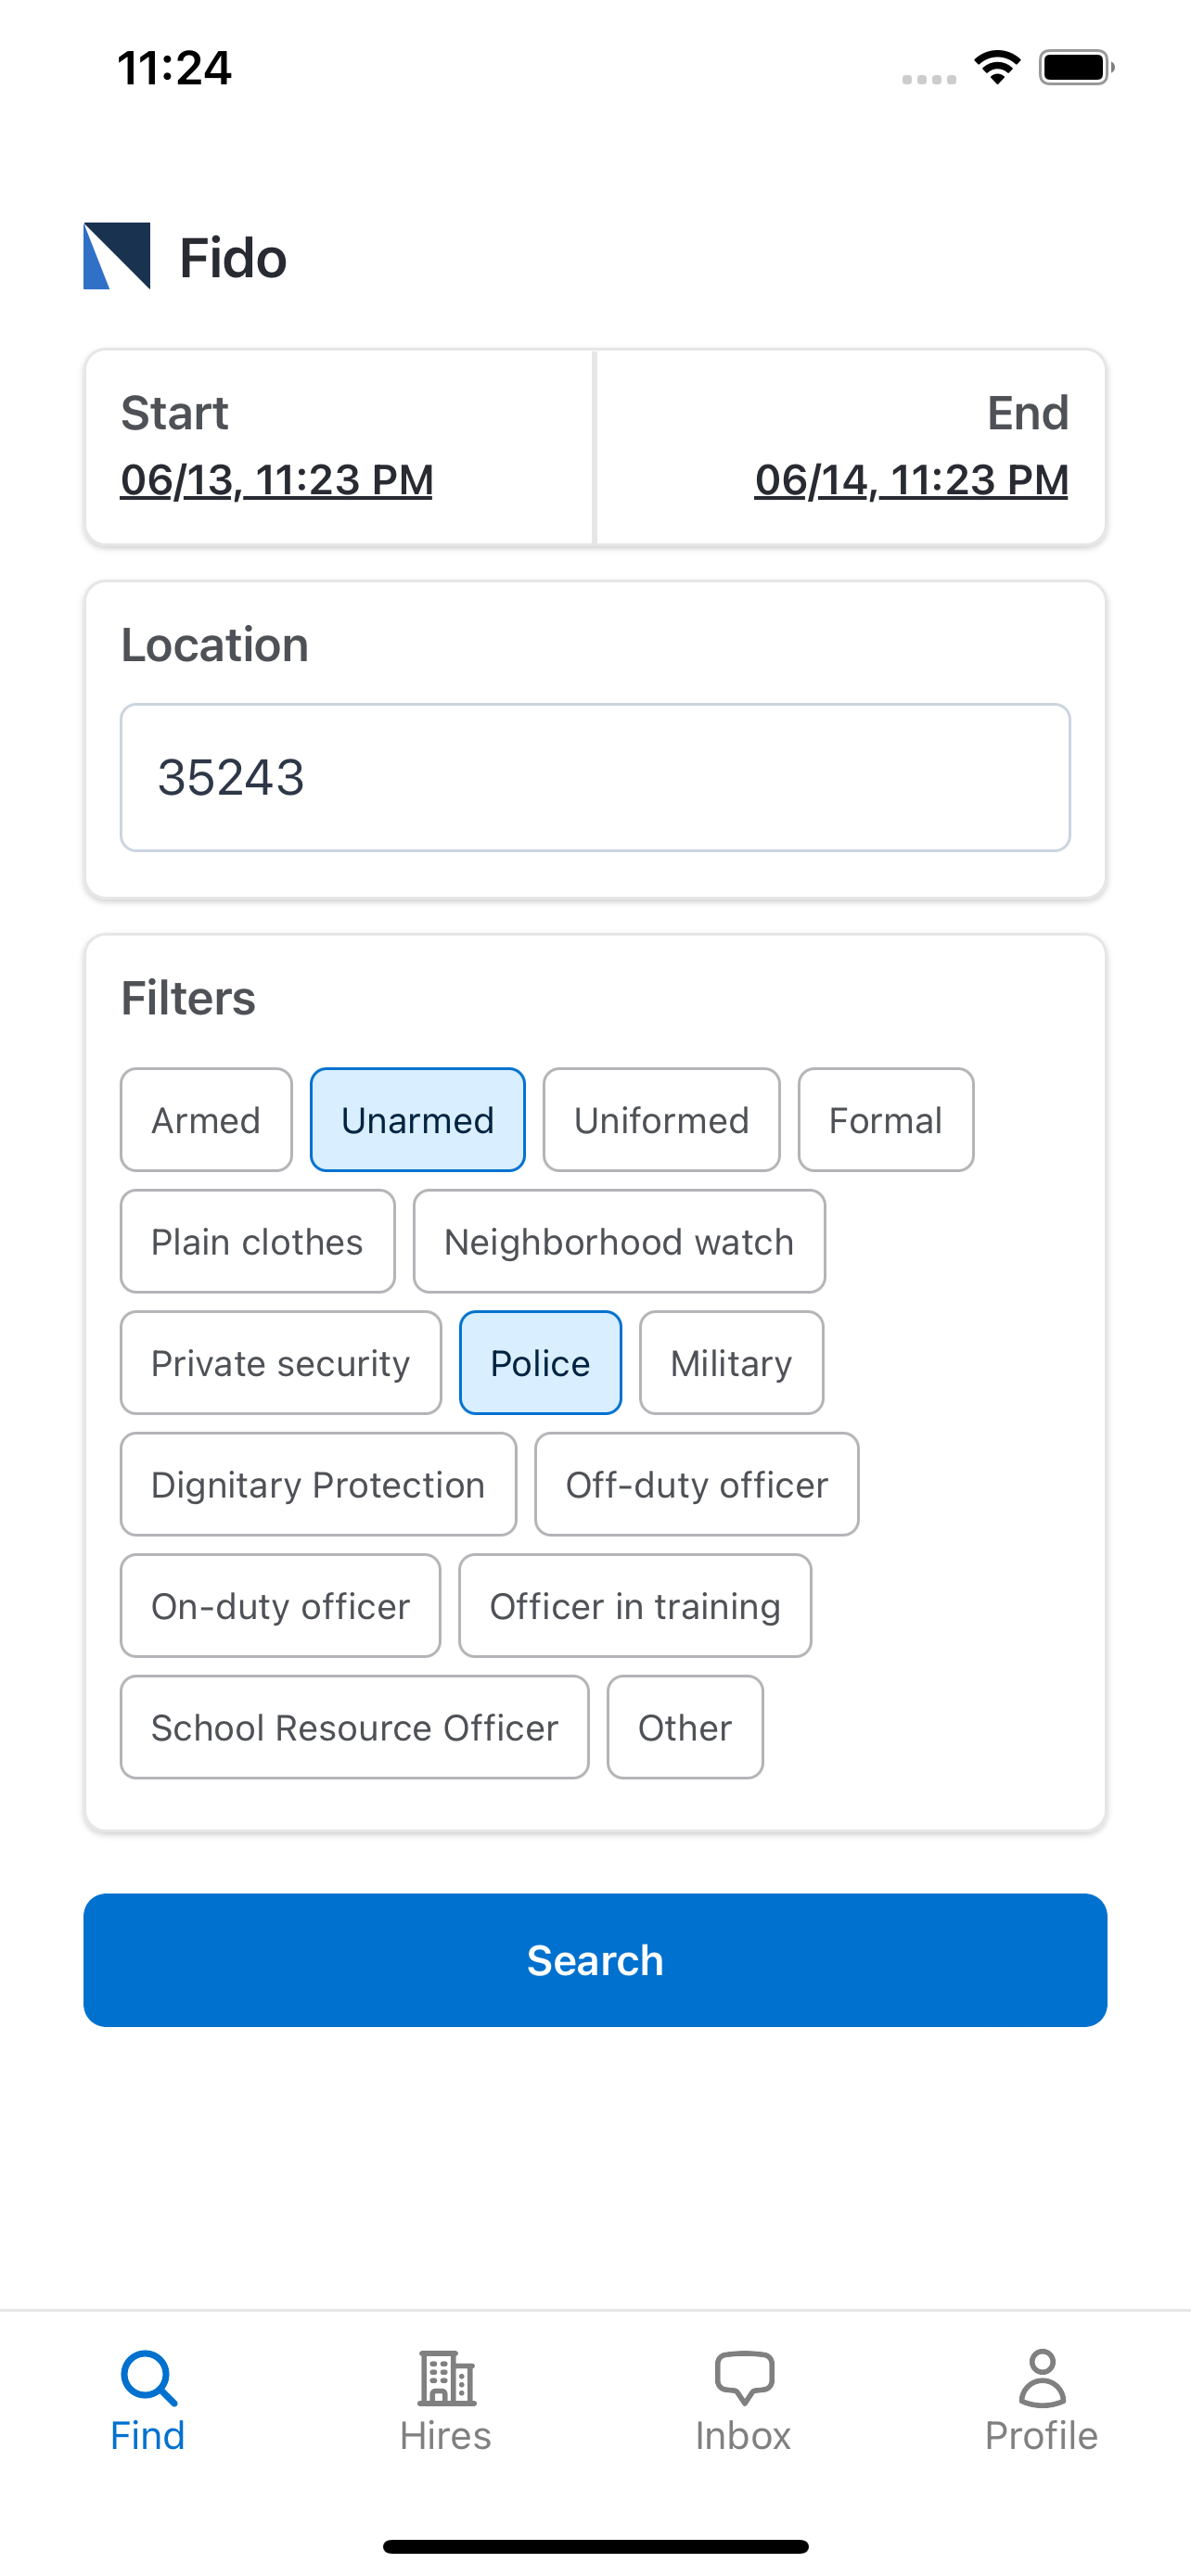 11:24
Fido
Start
End
06/13, 11:23 PM
06/14, 11:23 PM
Location
35243
Filters
Armed Unarmed Uniformed Formal
Plain clothes Neighborhood watch
Private security Police Military
Dignitary Protection Off-duty officer
On-duty officer Officer in training
School Resource Officer Other
Search
Find Hires Inbox Profile